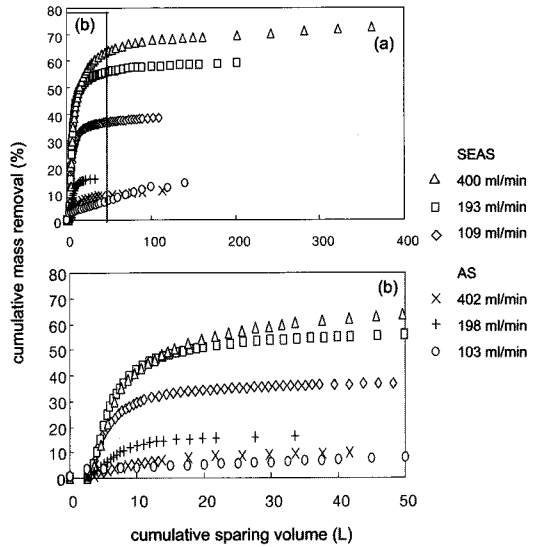 80
70
60
50
40
30
20
10
0
(b)
(a)
0
100
200
300
400
cumulative mass removal (%)
80
70
60
50
40
30
20
10
0
(b)
0
10
20
30
40
50
cumulative sparing volume (L)
SEAS
400 ml/min
193 ml/min
109 ml/min
AS
402 ml/min
198 ml/min
103 ml/min